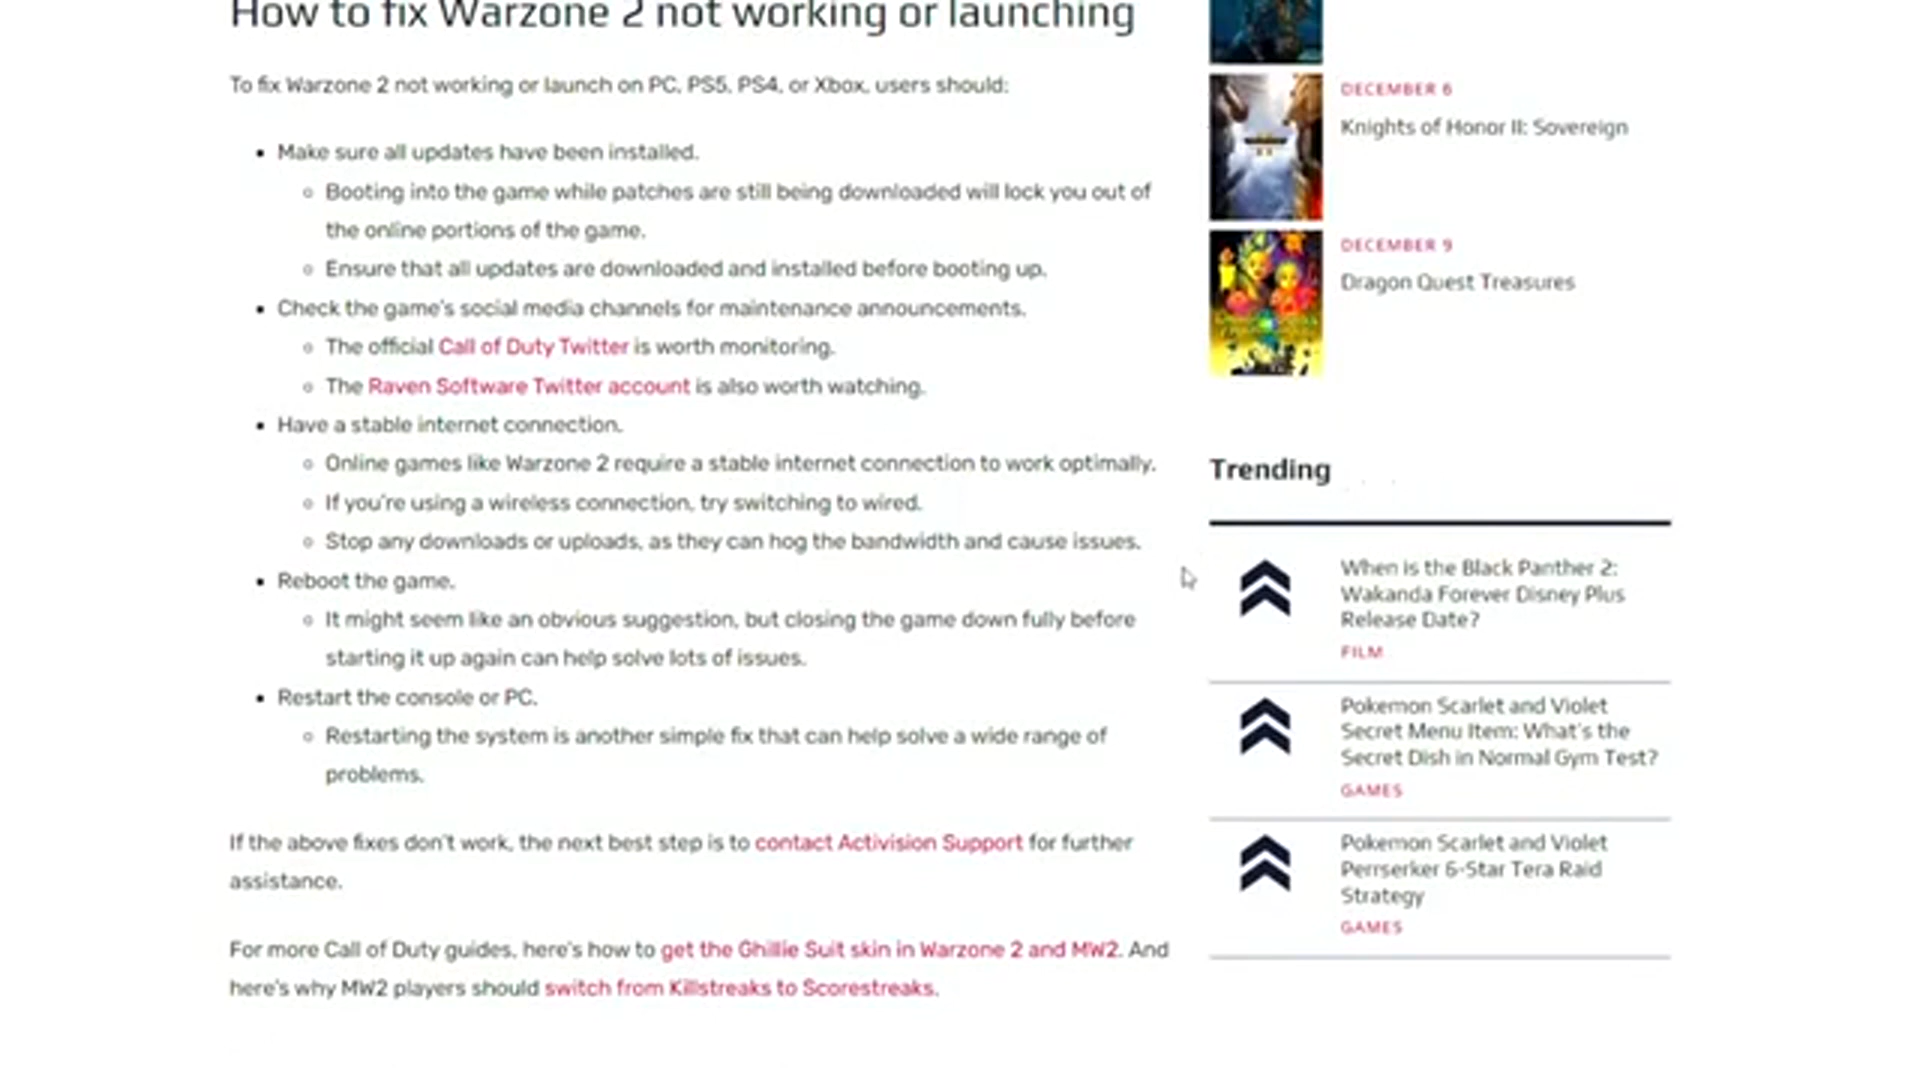 How to fix Warzone 2 not working or launching
To fix Warzone 2 not working or launch on PC, PS5, PS4, or Xbox, users should:
Make sure all updates have been installed.
Booting into the game while patches are still being downloaded will lock you out of
the online portions of the game.
Ensure that all updates are downloaded and installed before booting up.
Check the game's social media channels for maintenance announcements.
The official Call of Duty Twitter is worth monitoring.
The Raven Software Twitter account is also worth watching.
Have a stable internet connection.
Online games like Warzone 2 require a stable internet connection to work optimally.
If you're using a wireless connection, try switching to wired.
Stop any downloads or uploads, as they can hog the bandwidth and cause issues.
Reboot the game.
It might seem like an obvious suggestion, but closing the game down fully before
starting it up again can help solve lots of issues.
Restart the console or PC.
Restarting the system is another simple fix that can help solve a wide range of
problems.
If the above fixes don't work, the next best step is to contact Activision Support for further
assistance.
For more Call of Duty guides, here's how to get the Ghillie Suit skin in Warzone 2 and MW2. And
here's why MW2 players should switch from Killstreaks to Scorestreaks.
DECEMBER 6
Knights of Honor II: Sovereign
DECEMBER 9
Dragon Quest Treasures
Trending
When is the Black Panther 2:
Wakanda Forever Disney Plus
Release Date?
FILM
Pokemon Scarlet and Violet
Secret Menu Item: What's the
Secret Dish in Normal Gym Test?
GAMES
Pokemon Scarlet and Violet
Perrserker 6-Star Tera Raid
Strategy
GAMES